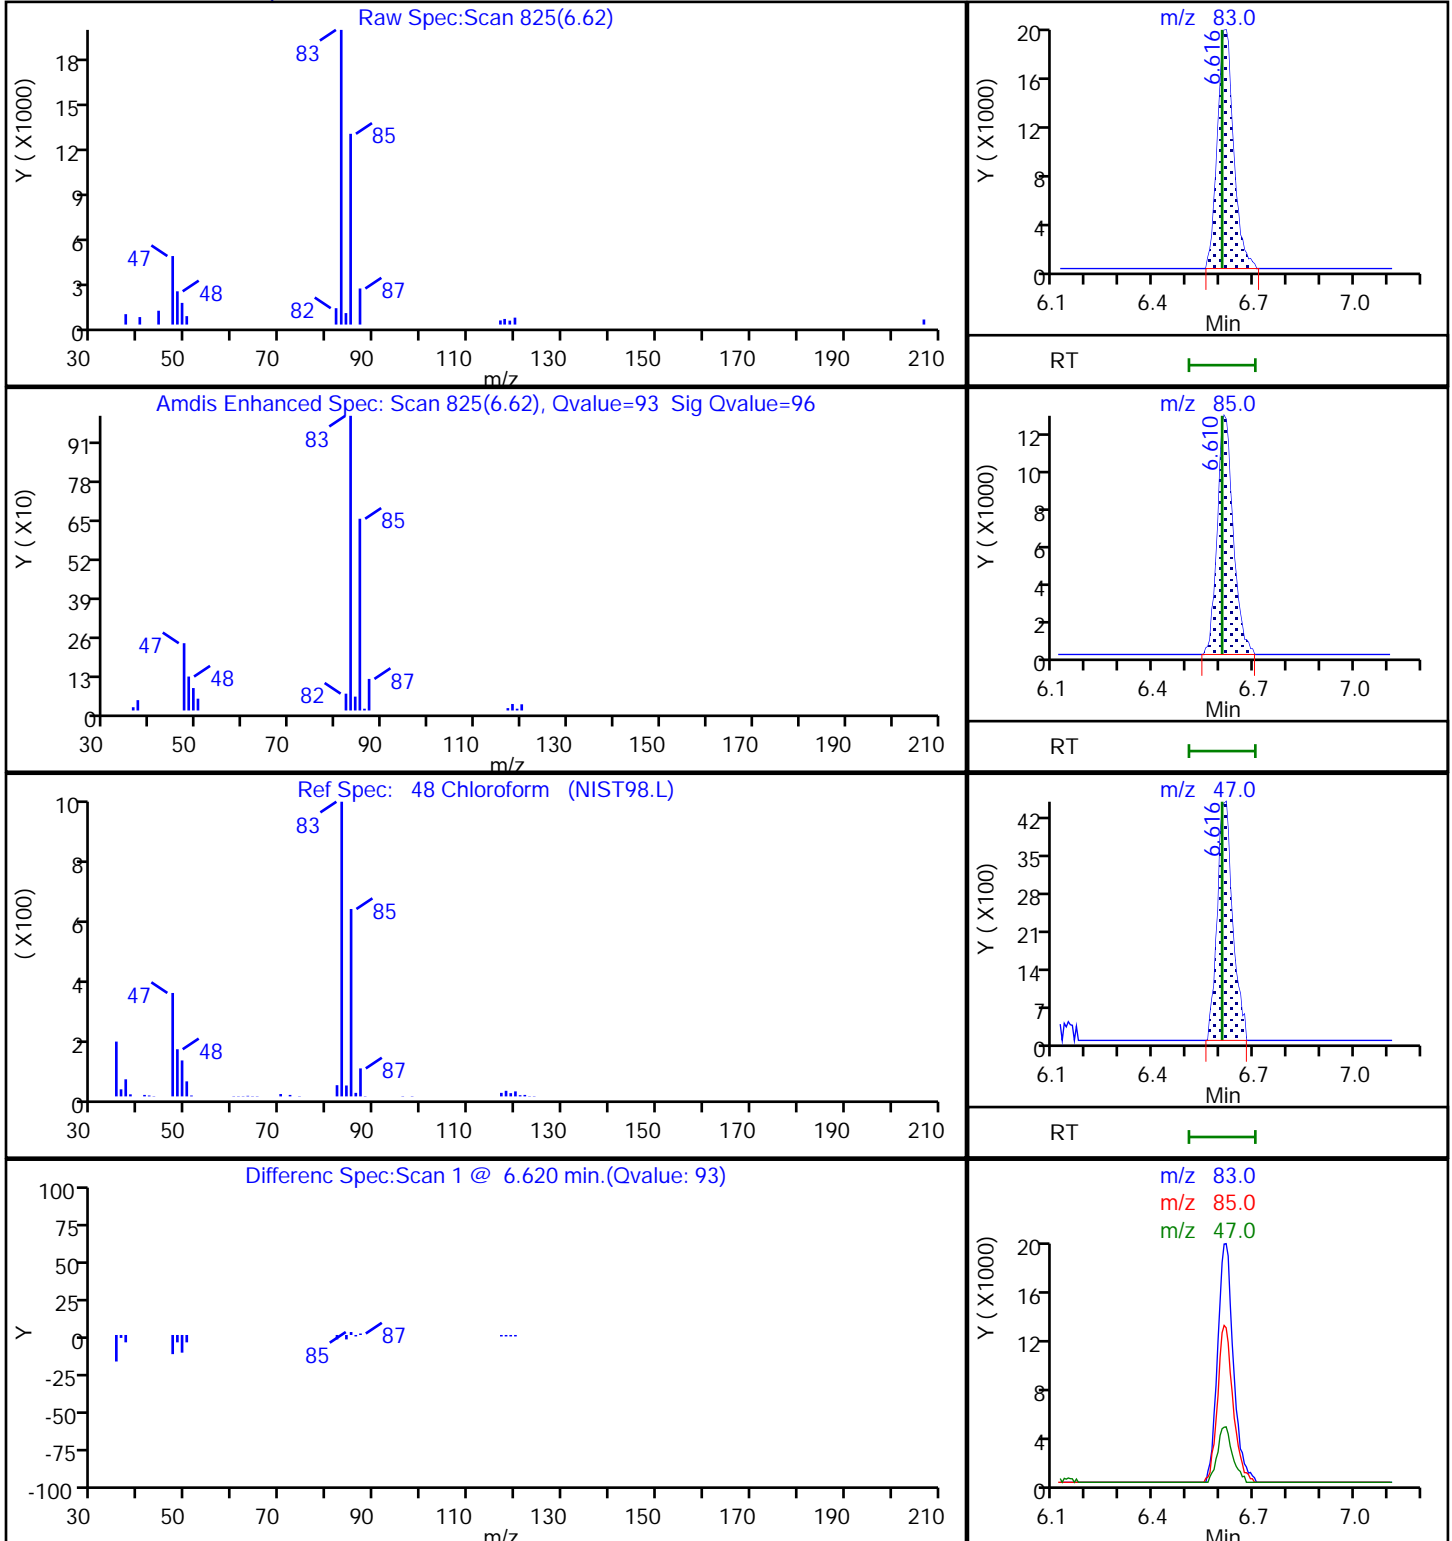 Raw Spec:Scan 825(6.62)
Y ( X1000)
18
15
12
9
6
3
0
83
85
47
48
82
87
30 50 70 90 110 130 150 170 190 210
m/z
m/z 83.0
Y ( X1000)
20
16
12
8
4
0
6.616
6.1 6.4 6.7 7.0
Min
RT
Amdis Enhanced Spec: Scan 825(6.62), Qvalue=93 Sig Qvalue=96
Y ( X10)
91
78
65
52
39
26
13
0
83
85
47
48
82
87
30 50 70 90 110 130 150 170 190 210
m/z
m/z 85.0
Y ( X1000)
12
10
8
6
4
2
0
6.610
6.1 6.4 6.7 7.0
Min
RT
Ref Spec: 48 Chloroform (NIST98.L)
( X100)
10
8
6
4
2
0
83
85
47
48
87
30 50 70 90 110 130 150 170 190 210
m/z 47.0
Y ( X100)
42
35
28
21
14
7
0
6.616
6.1 6.4 6.7 7.0
Min
RT
Differenc Spec:Scan 1 @ 6.620 min.(Qvalue: 93)
Y
100
75
50
25
0
-25
-50
-75
-100
85
87
30 50 70 90 110 130 150 170 190 210
m/z
m/z 83.0
m/z 85.0
m/z 47.0
Y ( X1000)
20
16
12
8
4
0
6.1 6.4 6.7 7.0
Min